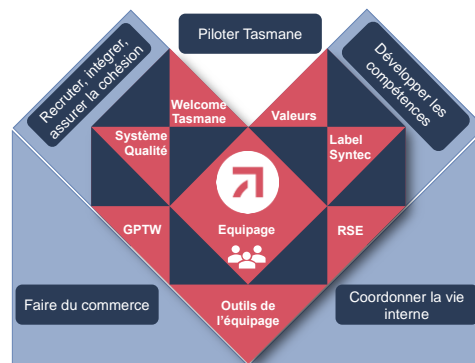 Piloter Tasmane
Recruter, intégrer,
assurer la cohésion
Développer les
compétences
Welcome
Tasmane
Valeurs
Système
Qualité
Label
Syntec
GPTW
Equipage
RSE
Faire du commerce
Outils de
l'équipage
Coordonner la vie
interne